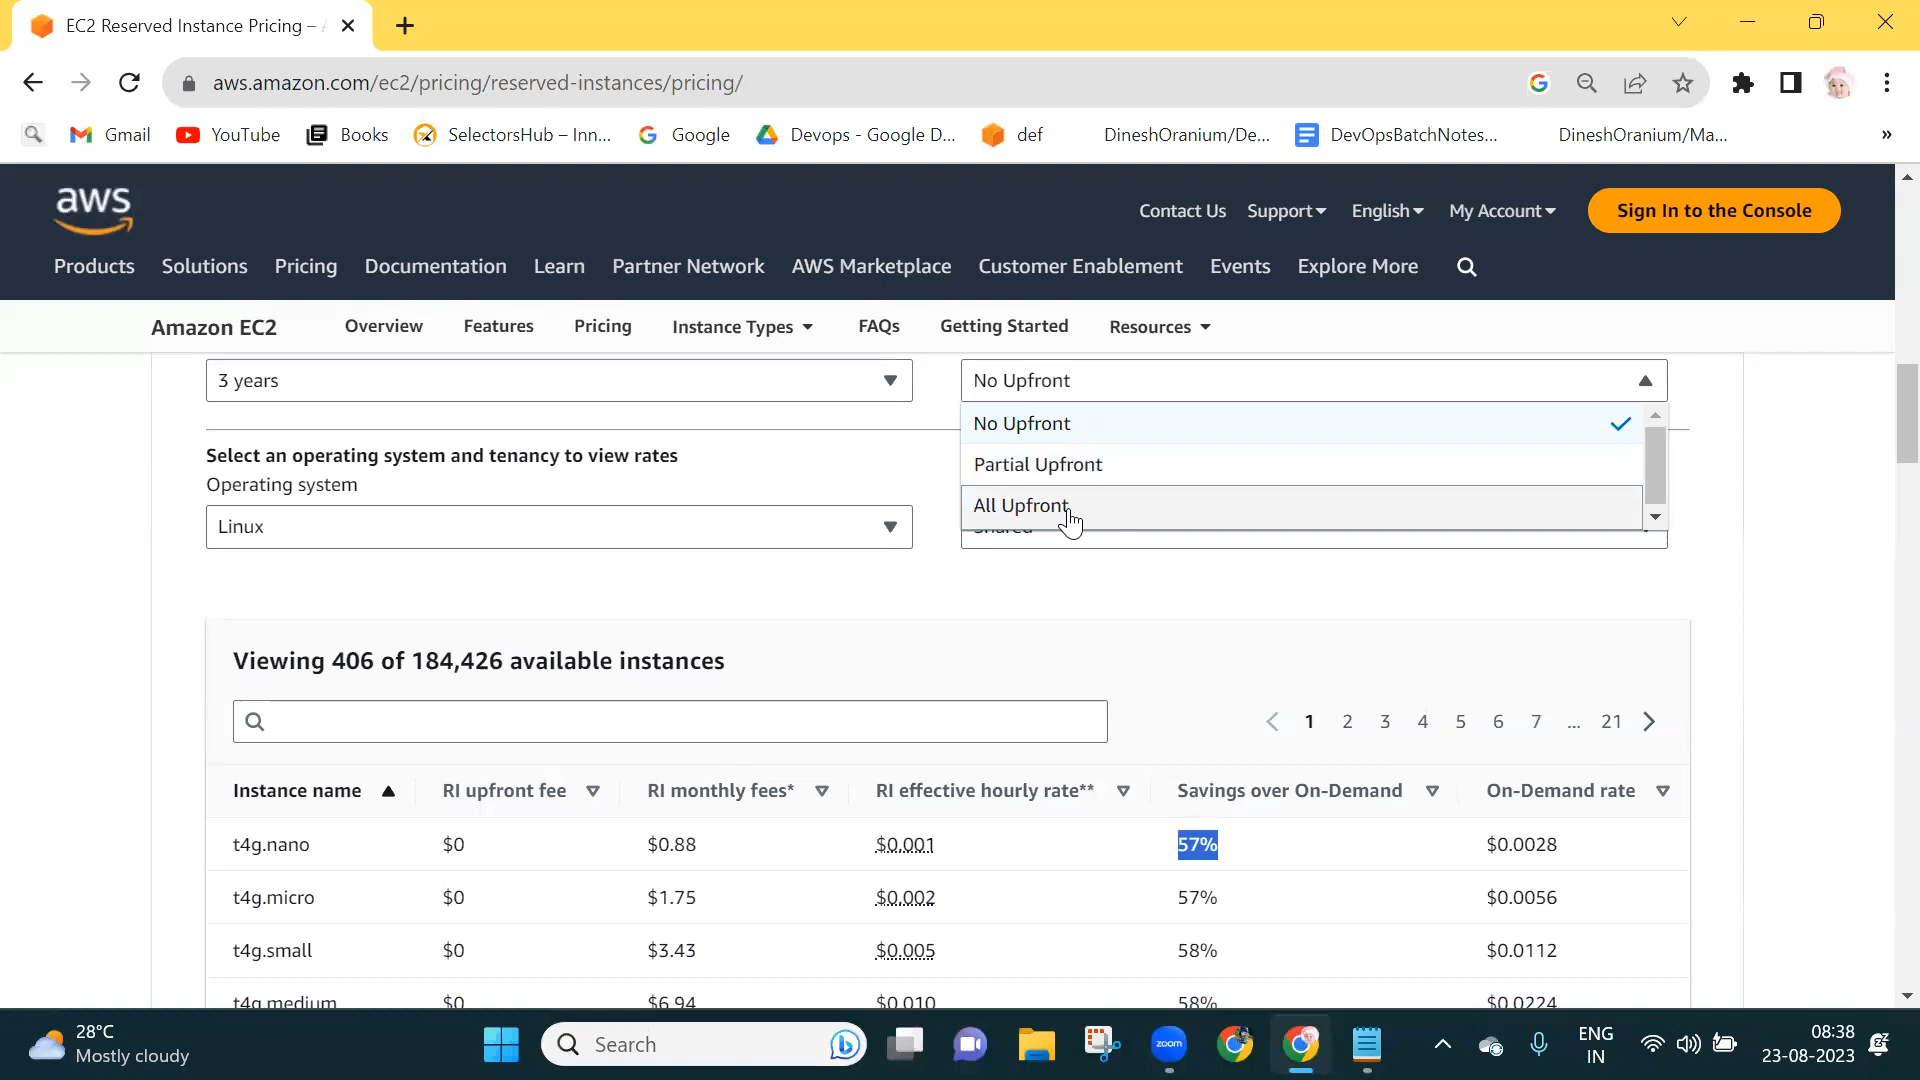 EC2 Reserved Instance Pricing –
aws.amazon.com/ec2/pricing/reserved-instances/pricing/
Gmail YouTube Books SelectorsHub – Inn... Google Devops - Google D... def DineshOranium/De... DevOpsBatchNotes... DineshOranium/Ma... »
aws
Contact Us Support English My Account Sign In to the Console
Products Solutions Pricing Documentation Learn Partner Network AWS Marketplace Customer Enablement Events Explore More
Amazon EC2 Overview Features Pricing Instance Types FAQs Getting Started Resources
3 years No Upfront
No Upfront
Partial Upfront
All Upfront
Select an operating system and tenancy to view rates
Operating system
Linux Shared
Viewing 406 of 184,426 available instances
1 2 3 4 5 6 7 ... 21
Instance name RI upfront fee RI monthly fees* RI effective hourly rate** Savings over On-Demand On-Demand rate
t4g.nano $0 $0.88 $0.001 57% $0.0028
t4g.micro $0 $1.75 $0.002 57% $0.0056
t4g.small $0 $3.43 $0.005 58% $0.0112
t4g.medium $0 $6.94 $0.010 58% $0.0224
28°C
Mostly cloudy
Search
zoom
ENG
IN
08:38
23-08-2023